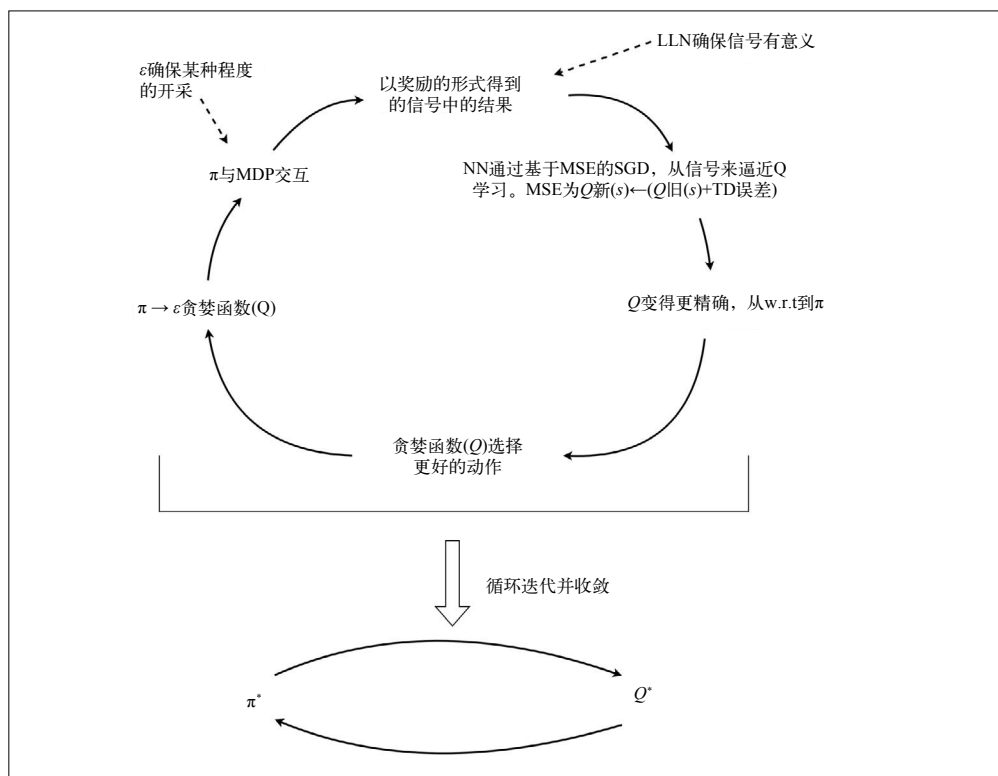 LLN确保信号有意义
ε确保某种程度
的开采
以奖励的形式得到
的信号中的结果
π与MDP交互
NN通过基于MSE的SGD，从信号来逼近Q
学习。MSE为Q新(s)←(Q旧(s)+TD误差)
π → ε贪婪函数(Q)
Q变得更精确，从w.r.t到π
贪婪函数(Q)选择
更好的动作
循环迭代并收敛
π*
Q*